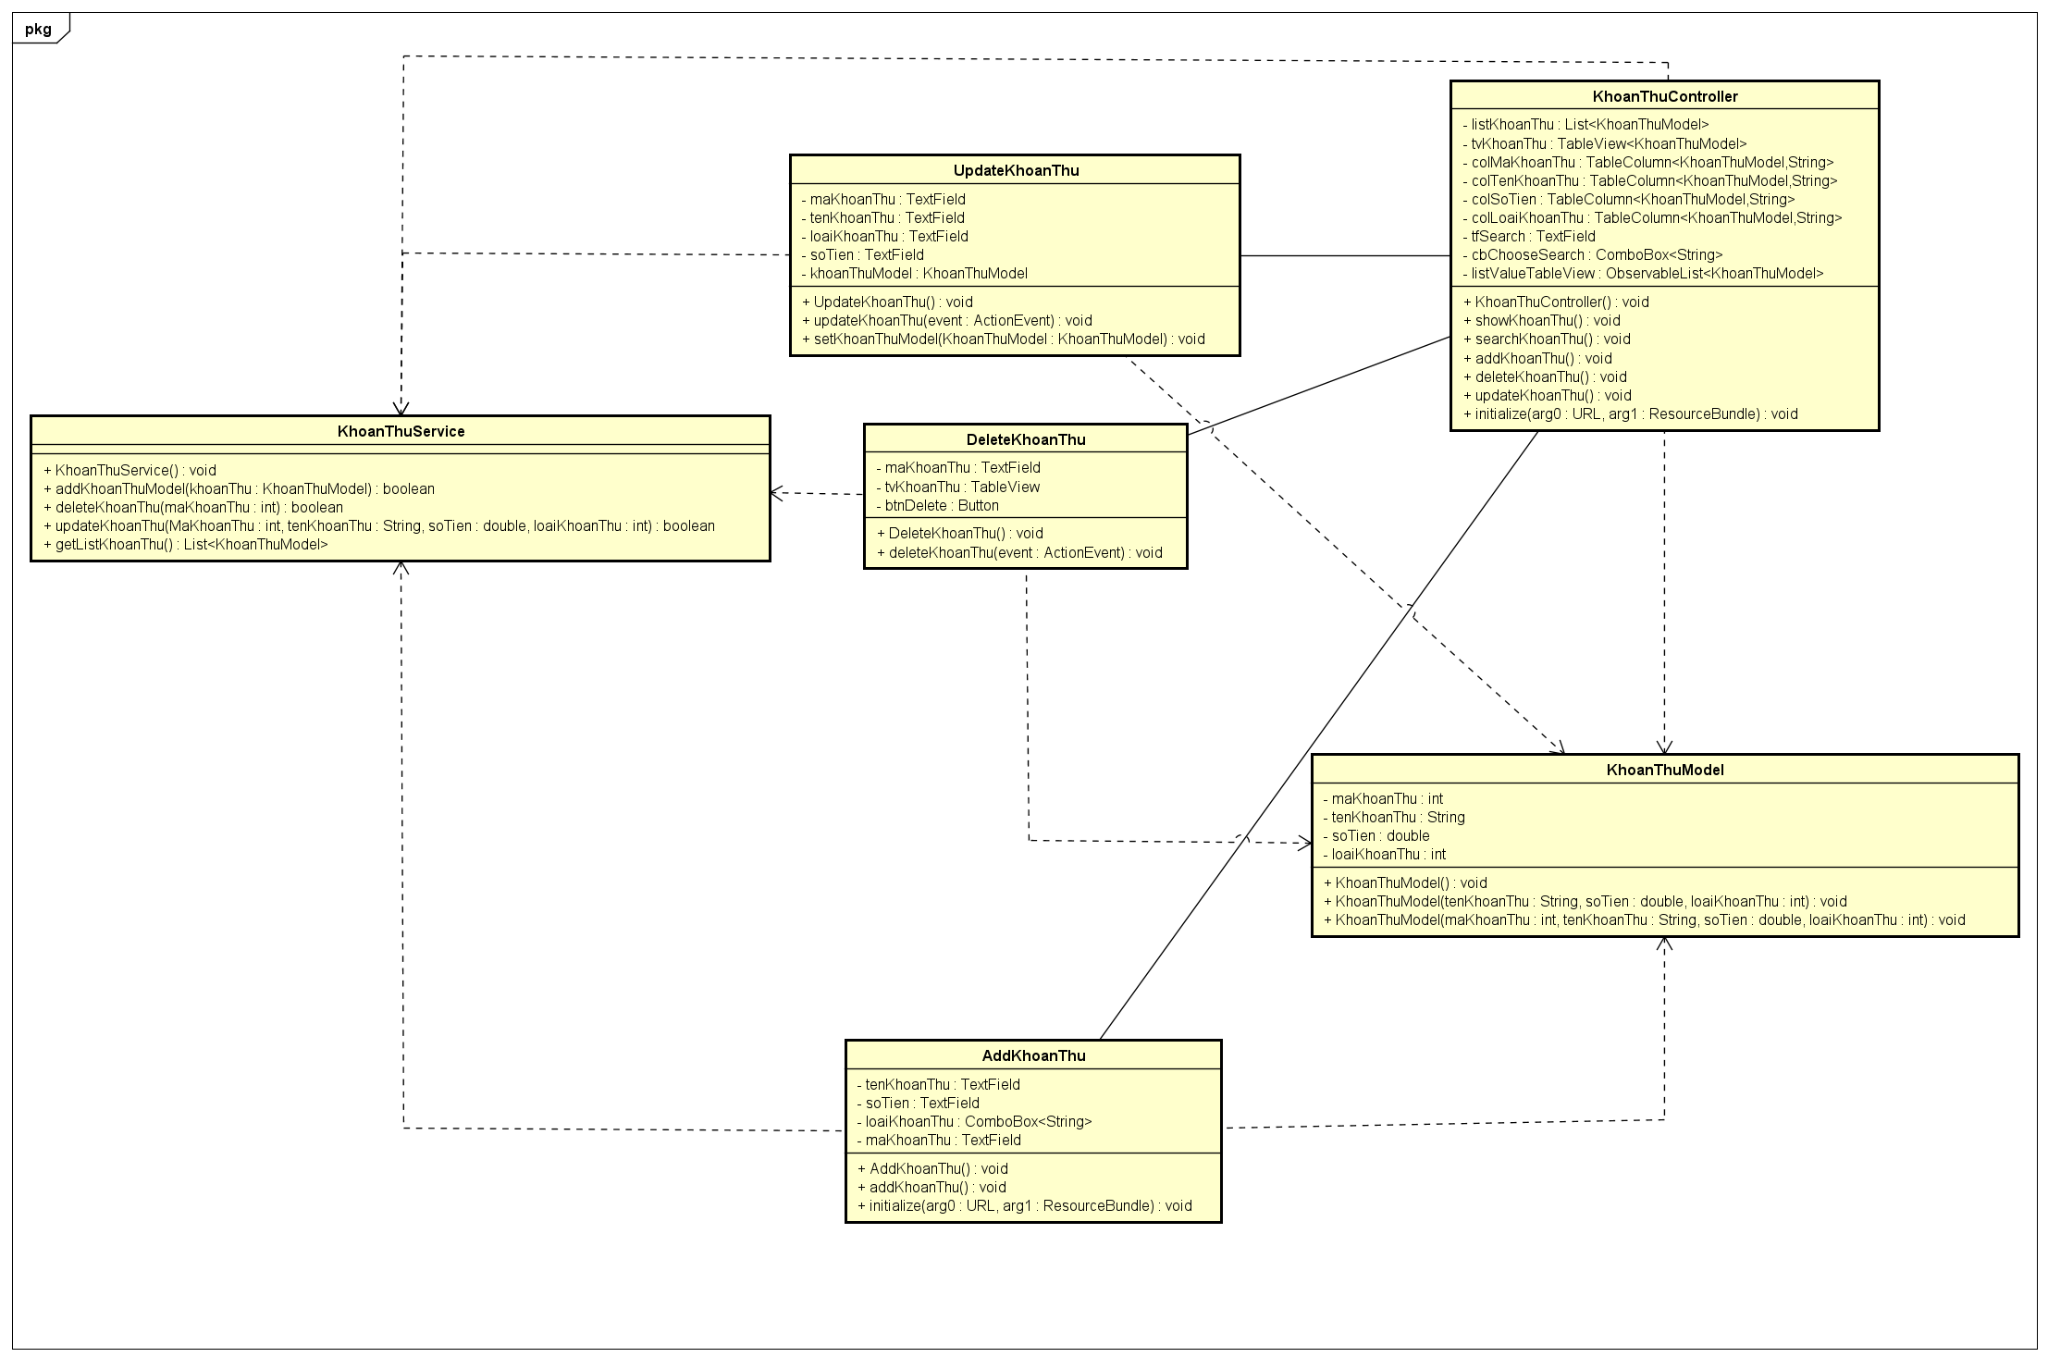 pkg
KhoanThuController
- listKhoanThu : List<KhoanThuModel>
- tvKhoanThu : TableView<KhoanThuModel>
- colMaKhoanThu : TableColumn<KhoanThuModel,String>
- colTenKhoanThu : TableColumn<KhoanThuModel,String>
- colSoTien : TableColumn<KhoanThuModel,String>
- colLoaiKhoanThu : TableColumn<KhoanThuModel,String>
- tfSearch : TextField
- cbChooseSearch : ComboBox<String>
- listValueTableView : ObservableList<KhoanThuModel>
+ KhoanThuController() : void
+ showKhoanThu() : void
+ searchKhoanThu() : void
+ addKhoanThu() : void
+ deleteKhoanThu() : void
+ updateKhoanThu() : void
+ initialize(arg0 : URL, arg1 : ResourceBundle) : void
UpdateKhoanThu
- maKhoanThu : TextField
- tenKhoanThu : TextField
- loaiKhoanThu : TextField
- soTien : TextField
- khoanThuModel : KhoanThuModel
+ UpdateKhoanThu() : void
+ updateKhoanThu(event : ActionEvent) : void
+ setKhoanThuModel(KhoanThuModel : KhoanThuModel) : void
KhoanThuService
+ KhoanThuService() : void
+ addKhoanThuModel(khoanThu : KhoanThuModel) : boolean
+ deleteKhoanThu(maKhoanThu : int) : boolean
+ updateKhoanThu(MaKhoanThu : int, tenKhoanThu : String, soTien : double, loaiKhoanThu : int) : boolean
+ getListKhoanThu() : List<KhoanThuModel>
DeleteKhoanThu
- maKhoanThu : TextField
- tvKhoanThu : TableView
- btnDelete : Button
+ DeleteKhoanThu() : void
+ deleteKhoanThu(event : ActionEvent) : void
KhoanThuModel
- maKhoanThu : int
- tenKhoanThu : String
- soTien : double
- loaiKhoanThu : int
+ KhoanThuModel() : void
+ KhoanThuModel(tenKhoanThu : String, soTien : double, loaiKhoanThu : int) : void
+ KhoanThuModel(maKhoanThu : int, tenKhoanThu : String, soTien : double, loaiKhoanThu : int) : void
AddKhoanThu
- tenKhoanThu : TextField
- soTien : TextField
- loaiKhoanThu : ComboBox<String>
- maKhoanThu : TextField
+ AddKhoanThu() : void
+ addKhoanThu() : void
+ initialize(arg0 : URL, arg1 : ResourceBundle) : void